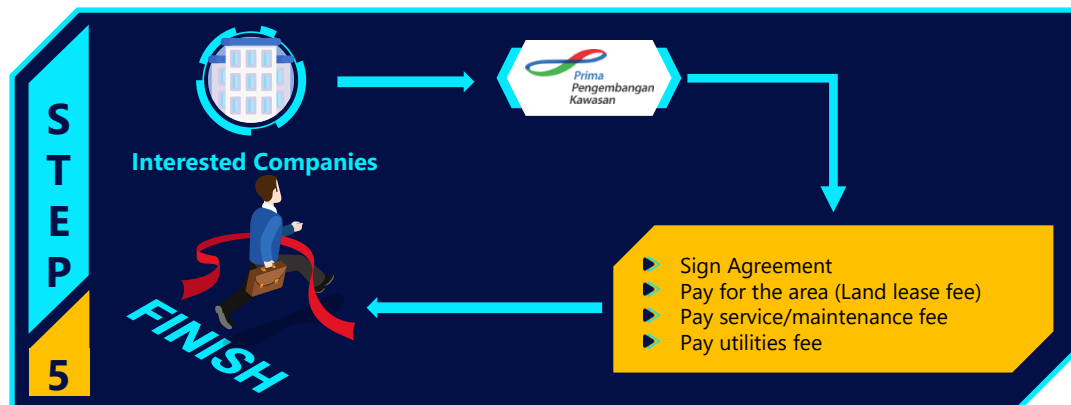 STEP
5
Interested Companies
Prima
Pengembangan
Kawasan
Sign Agreement
Pay for the area (Land lease fee)
Pay service/maintenance fee
Pay utilities fee
FINISH